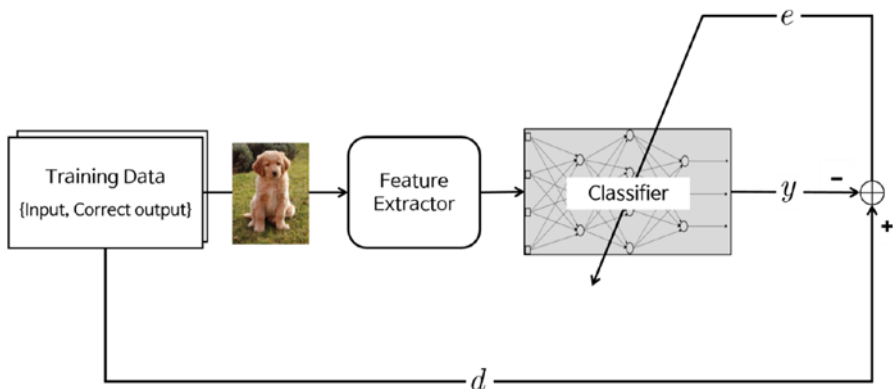 e
Training Data
{Input, Correct output}
Feature
Extractor
Classifier
y
-
+
d